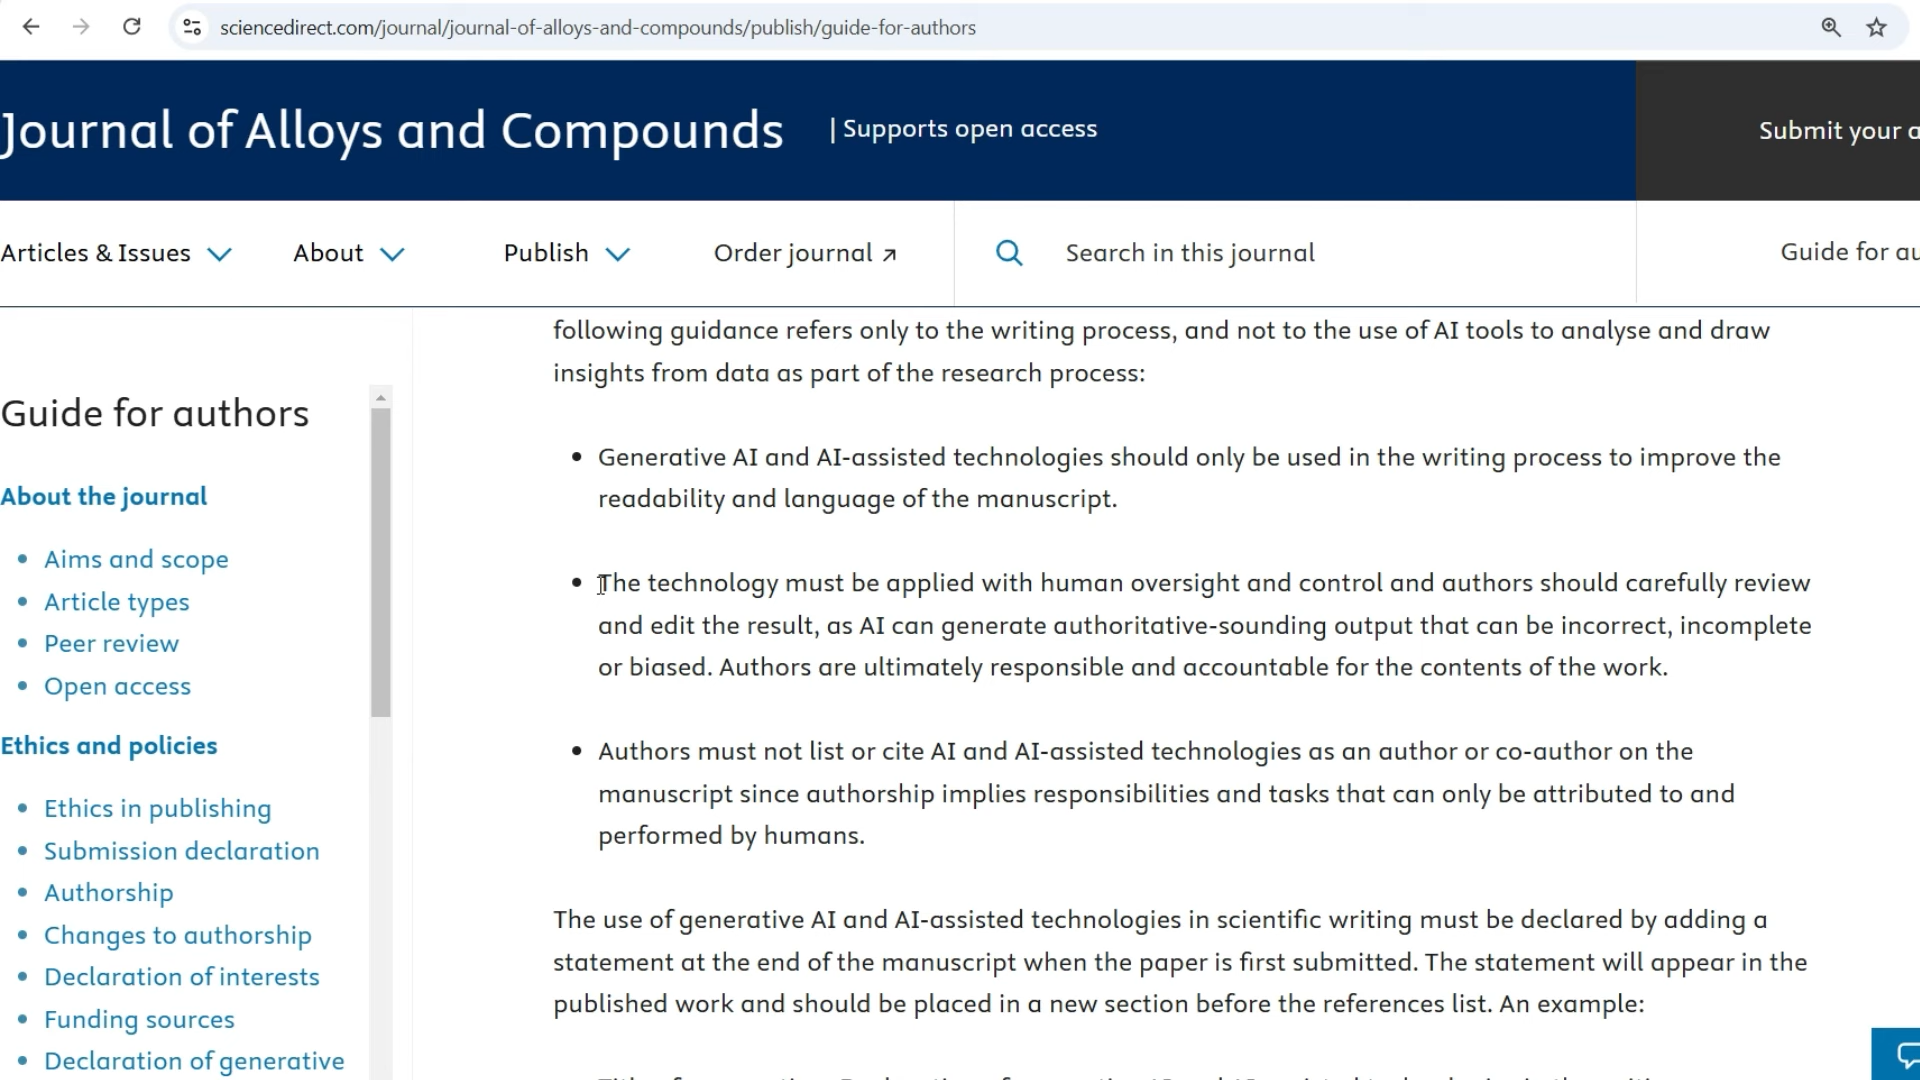 sciencedirect.com/journal/journal-of-alloys-and-compounds/publish/guide-for-authors
Journal of Alloys and Compounds | Supports open access
Submit your a
Articles & Issues About Publish Order journal ↗ Search in this journal Guide for au
Guide for authors
About the journal
• Aims and scope
• Article types
• Peer review
• Open access
Ethics and policies
• Ethics in publishing
• Submission declaration
• Authorship
• Changes to authorship
• Declaration of interests
• Funding sources
• Declaration of generative
following guidance refers only to the writing process, and not to the use of AI tools to analyse and draw
insights from data as part of the research process:
• Generative AI and AI-assisted technologies should only be used in the writing process to improve the
readability and language of the manuscript.
• The technology must be applied with human oversight and control and authors should carefully review
and edit the result, as AI can generate authoritative-sounding output that can be incorrect, incomplete
or biased. Authors are ultimately responsible and accountable for the contents of the work.
• Authors must not list or cite AI and AI-assisted technologies as an author or co-author on the
manuscript since authorship implies responsibilities and tasks that can only be attributed to and
performed by humans.
The use of generative AI and AI-assisted technologies in scientific writing must be declared by adding a
statement at the end of the manuscript when the paper is first submitted. The statement will appear in the
published work and should be placed in a new section before the references list. An example: